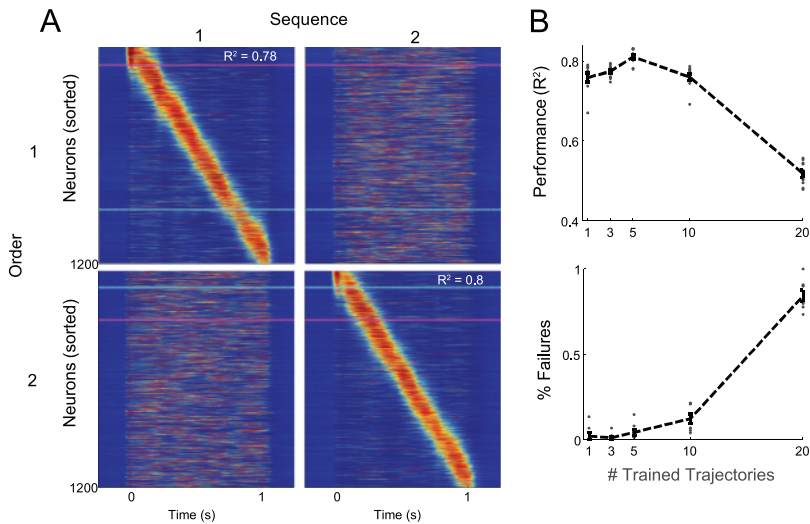 A
Sequence
1
2
Order
1
2
Neurons (sorted)
1200
R² = 0.78
Neurons (sorted)
1200
R² = 0.8
0
1
Time (s)
0
1
Time (s)
B
Performance (R²)
0.8
0.6
0.4
1
3
5
10
20
% Failures
1
0.5
0
1
3
5
10
20
# Trained Trajectories